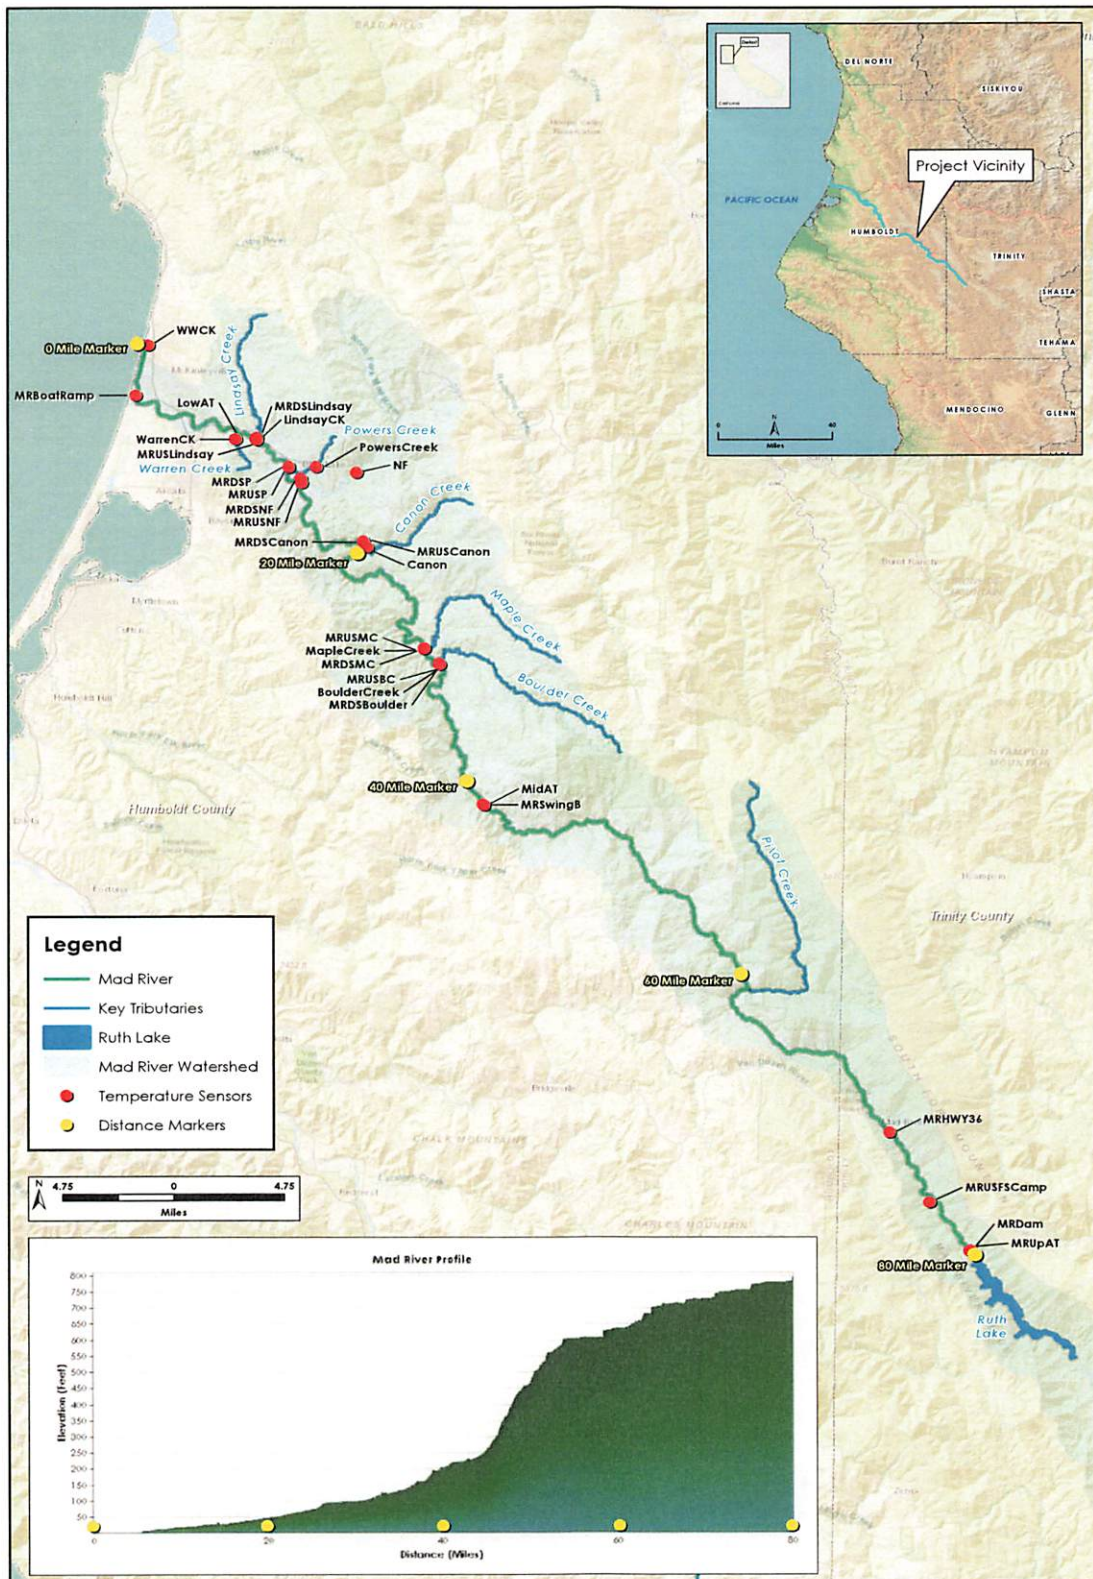 DEL NORTE
SISKIYOU
Project Vicinity
PACIFIC OCEAN
HUMBOLDT
TRINITY
SHASTA
TEHAMA
MENDOCINO
GLENN
0
N
40
Miles
0 Mile Marker
WWCK
MRBoatRamp
Lindsay Creek
LowAT
MRDSLindsay
LindsayCK
WarrenCK
MRUSLindsay
Warren Creek
Powers Creek
PowersCreek
NF
MRDSP
MRUSP
MRDSNF
MRUSNF
Canon Creek
MRDSCanon
MRUSCanon
Canon
20 Mile Marker
Maple Creek
MRUSMC
MapleCreek
MRDSMC
MRUSBC
BoulderCreek
MRDSBoulder
Boulder Creek
40 Mile Marker
MidAT
MRSwingB
Humboldt County
Pilot Creek
Trinity County
60 Mile Marker
Legend
Mad River
Key Tributaries
Ruth Lake
Mad River Watershed
Temperature Sensors
Distance Markers
Van Duzen River
Bridgeville
MRHWY36
MRUSFSCamp
MRDam
MRUpAT
80 Mile Marker
Ruth
Lake
N
4.75
0
4.75
Miles
Mad River Profile
Elevation (Feet)
800
750
700
650
600
550
500
450
400
350
300
250
200
150
100
50
0
20
40
60
80
Distance (Miles)